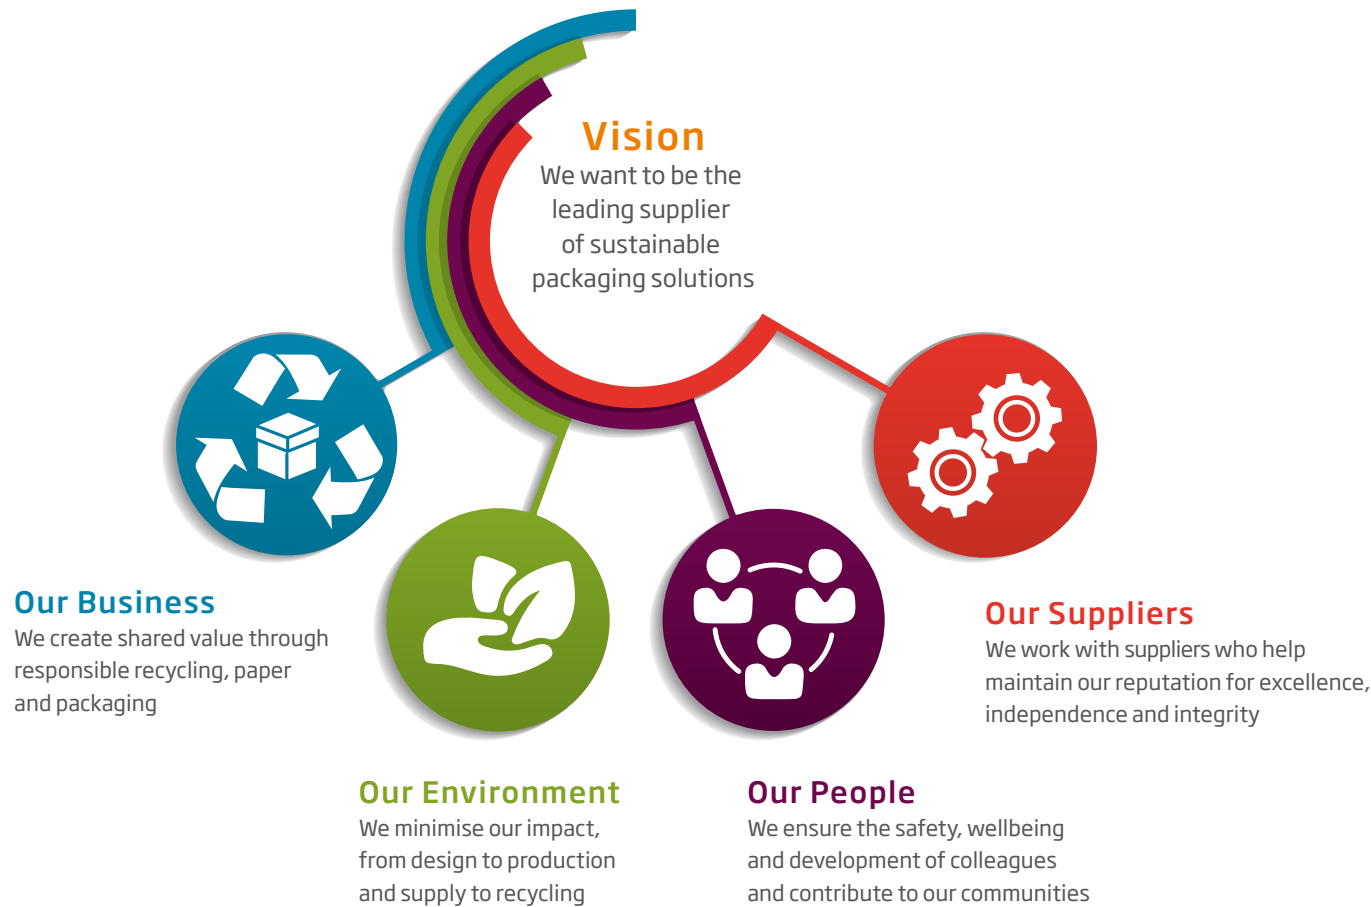 Vision
We want to be the
leading supplier
of sustainable
packaging solutions
Our Business
We create shared value through
responsible recycling, paper
and packaging
Our Environment
We minimise our impact,
from design to production
and supply to recycling
Our People
We ensure the safety, wellbeing
and development of colleagues
and contribute to our communities
Our Suppliers
We work with suppliers who help
maintain our reputation for excellence,
independence and integrity